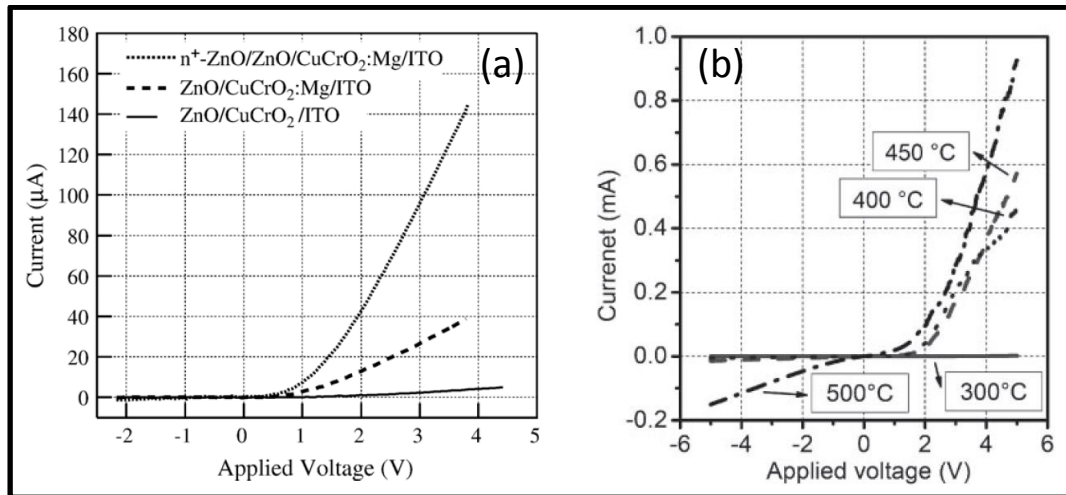 (a)
n⁺-ZnO/ZnO/CuCrO₂:Mg/ITO
ZnO/CuCrO₂:Mg/ITO
ZnO/CuCrO₂/ITO
Current (µA)
180
160
140
120
100
80
60
40
20
0
-2
-1
0
1
2
3
4
5
Applied Voltage (V)
(b)
Currenet (mA)
1.0
0.8
0.6
0.4
0.2
0.0
-0.2
450 °C
400 °C
500°C
300°C
-6
-4
-2
0
2
4
6
Applied voltage (V)